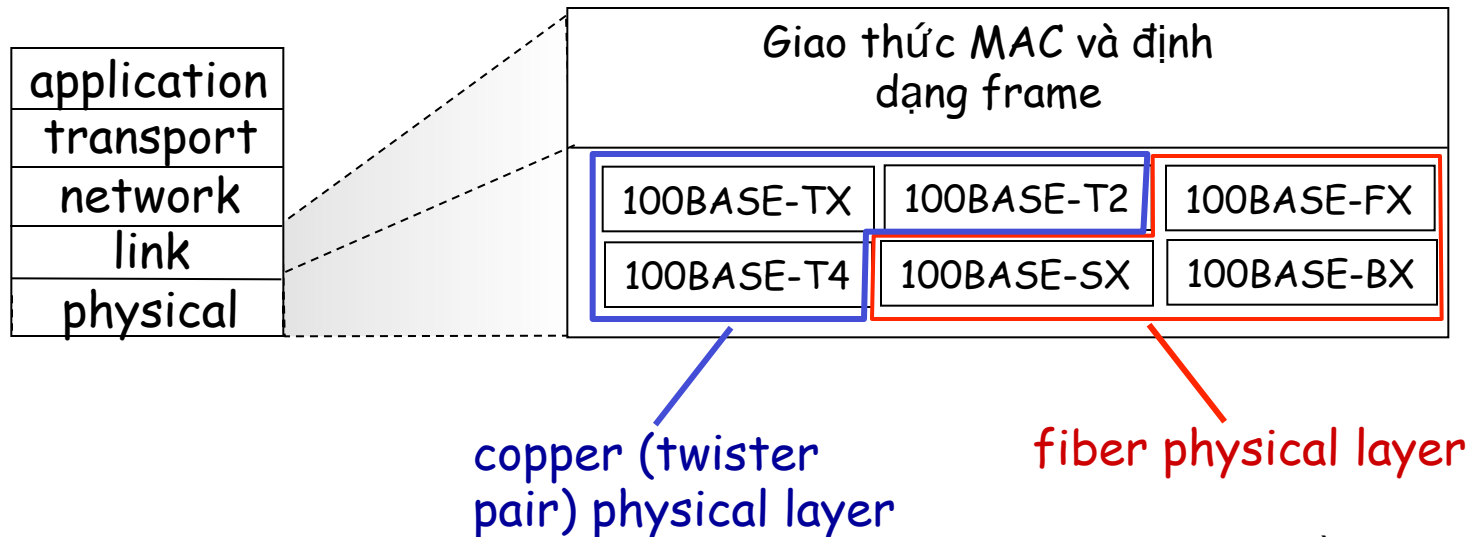 application
transport
network
link
physical
Giao thức MAC và định
dạng frame
100BASE-TX
100BASE-T2
100BASE-FX
100BASE-T4
100BASE-SX
100BASE-BX
copper (twister
pair) physical layer
fiber physical layer